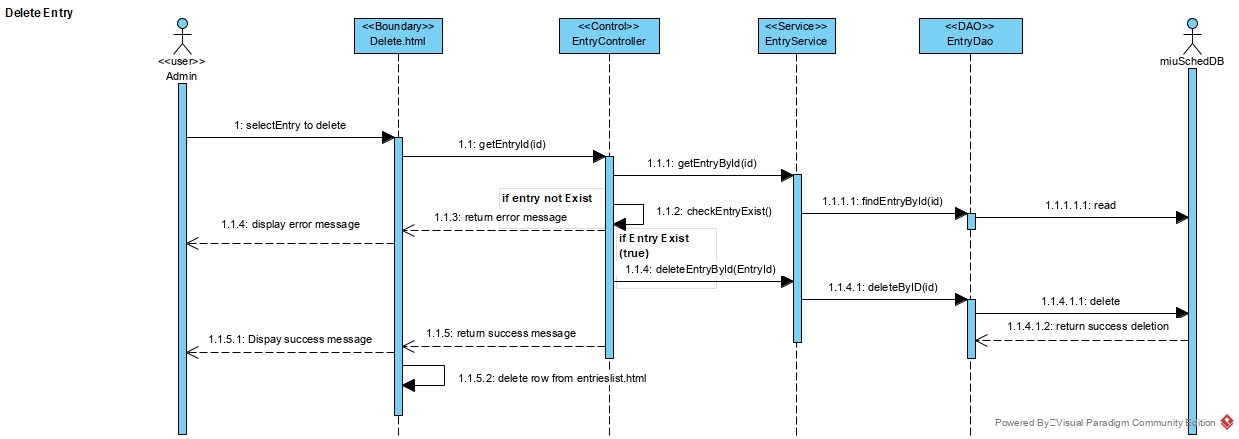 Delete Entry
<<user>>
Admin
<<Boundary>>
Delete.html
<<Control>>
EntryController
<<Service>>
EntryService
<<DAO>>
EntryDao
miuSchedDB
1: selectEntry to delete
1.1: getEntryId(id)
1.1.1: getEntryById(id)
1.1.1.1: findEntryById(id)
1.1.1.1.1: read
if entry not Exist
1.1.2: checkEntryExist()
1.1.3: return error message
1.1.4: display error message
if Entry Exist
(true)
1.1.4: deleteEntryById(EntryId)
1.1.4.1: deleteByID(id)
1.1.4.1.1: delete
1.1.4.1.2: return success deletion
1.1.5: return success message
1.1.5.1: Dispay success message
1.1.5.2: delete row from entrieslist.html
Powered By Visual Paradigm Community Edition